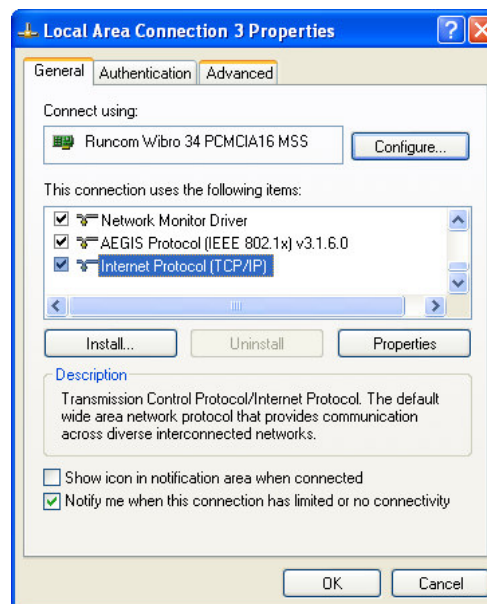 Local Area Connection 3 Properties
General Authentication Advanced
Connect using:
Runcom Wibro 34 PCMCIA16 MSS Configure...
This connection uses the following items:
Network Monitor Driver
AEGIS Protocol (IEEE 802.1x) v3.1.6.0
Internet Protocol (TCP/IP)
Install... Uninstall Properties
Description
Transmission Control Protocol/Internet Protocol. The default
wide area network protocol that provides communication
across diverse interconnected networks.
Show icon in notification area when connected
Notify me when this connection has limited or no connectivity
OK Cancel